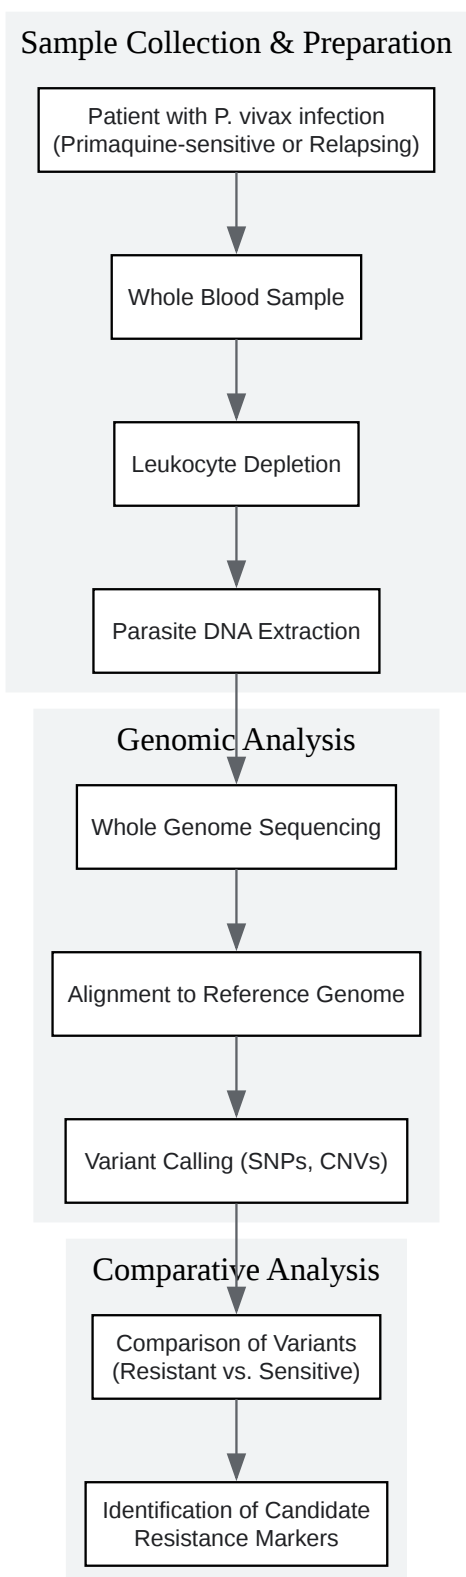 Sample Collection & Preparation
Patient with P. vivax infection
(Primaquine-sensitive or Relapsing)
Whole Blood Sample
Leukocyte Depletion
Parasite DNA Extraction
Genomic Analysis
Whole Genome Sequencing
Alignment to Reference Genome
Variant Calling (SNPs, CNVs)
Comparative Analysis
Comparison of Variants
(Resistant vs. Sensitive)
Identification of Candidate
Resistance Markers